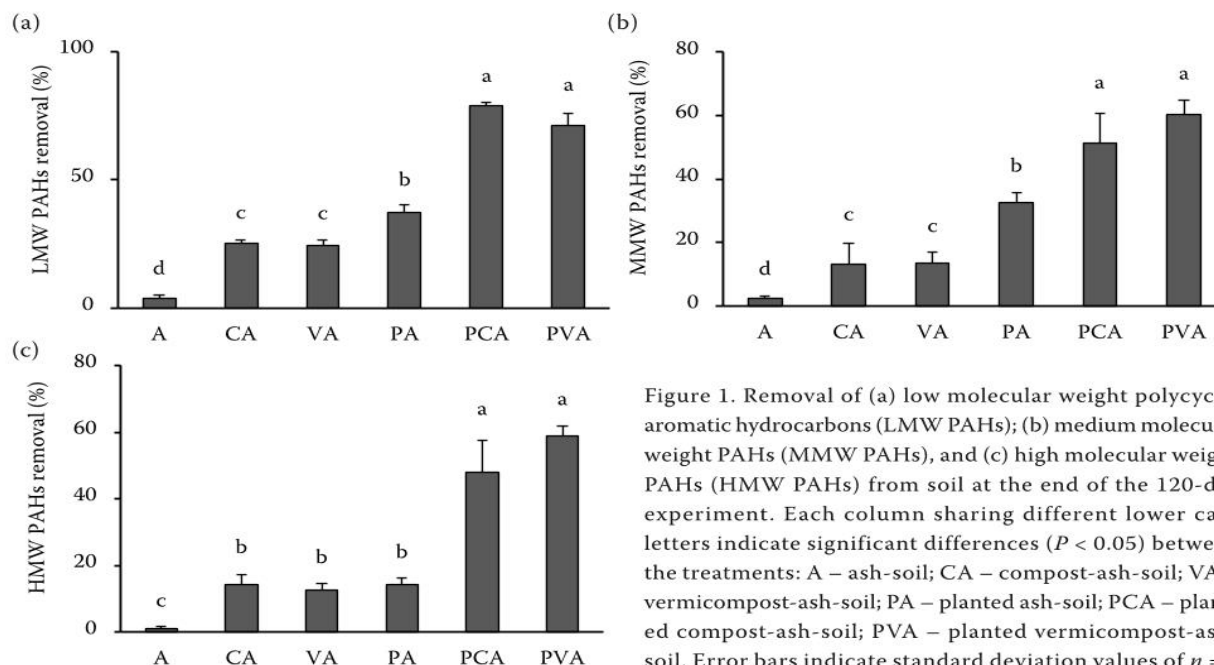 (a)
100
50
0
LMW PAHs removal (%)
d
c
c
b
a
a
A CA VA PA PCA PVA
(b)
80
60
40
20
0
MMW PAHs removal (%)
d
c
c
b
a
a
A CA VA PA PCA PVA
(c)
80
60
40
20
0
HMW PAHs removal (%)
c
b
b
b
a
a
A CA VA PA PCA PVA
Figure 1. Removal of (a) low molecular weight polycyc
aromatic hydrocarbons (LMW PAHs); (b) medium molecu
weight PAHs (MMW PAHs), and (c) high molecular weig
PAHs (HMW PAHs) from soil at the end of the 120-d
experiment. Each column sharing different lower ca
letters indicate significant differences (P < 0.05) betwe
the treatments: A – ash-soil; CA – compost-ash-soil; VA
vermicompost-ash-soil; PA – planted ash-soil; PCA – plan
ed compost-ash-soil; PVA – planted vermicompost-as
soil. Error bars indicate standard deviation values of n =